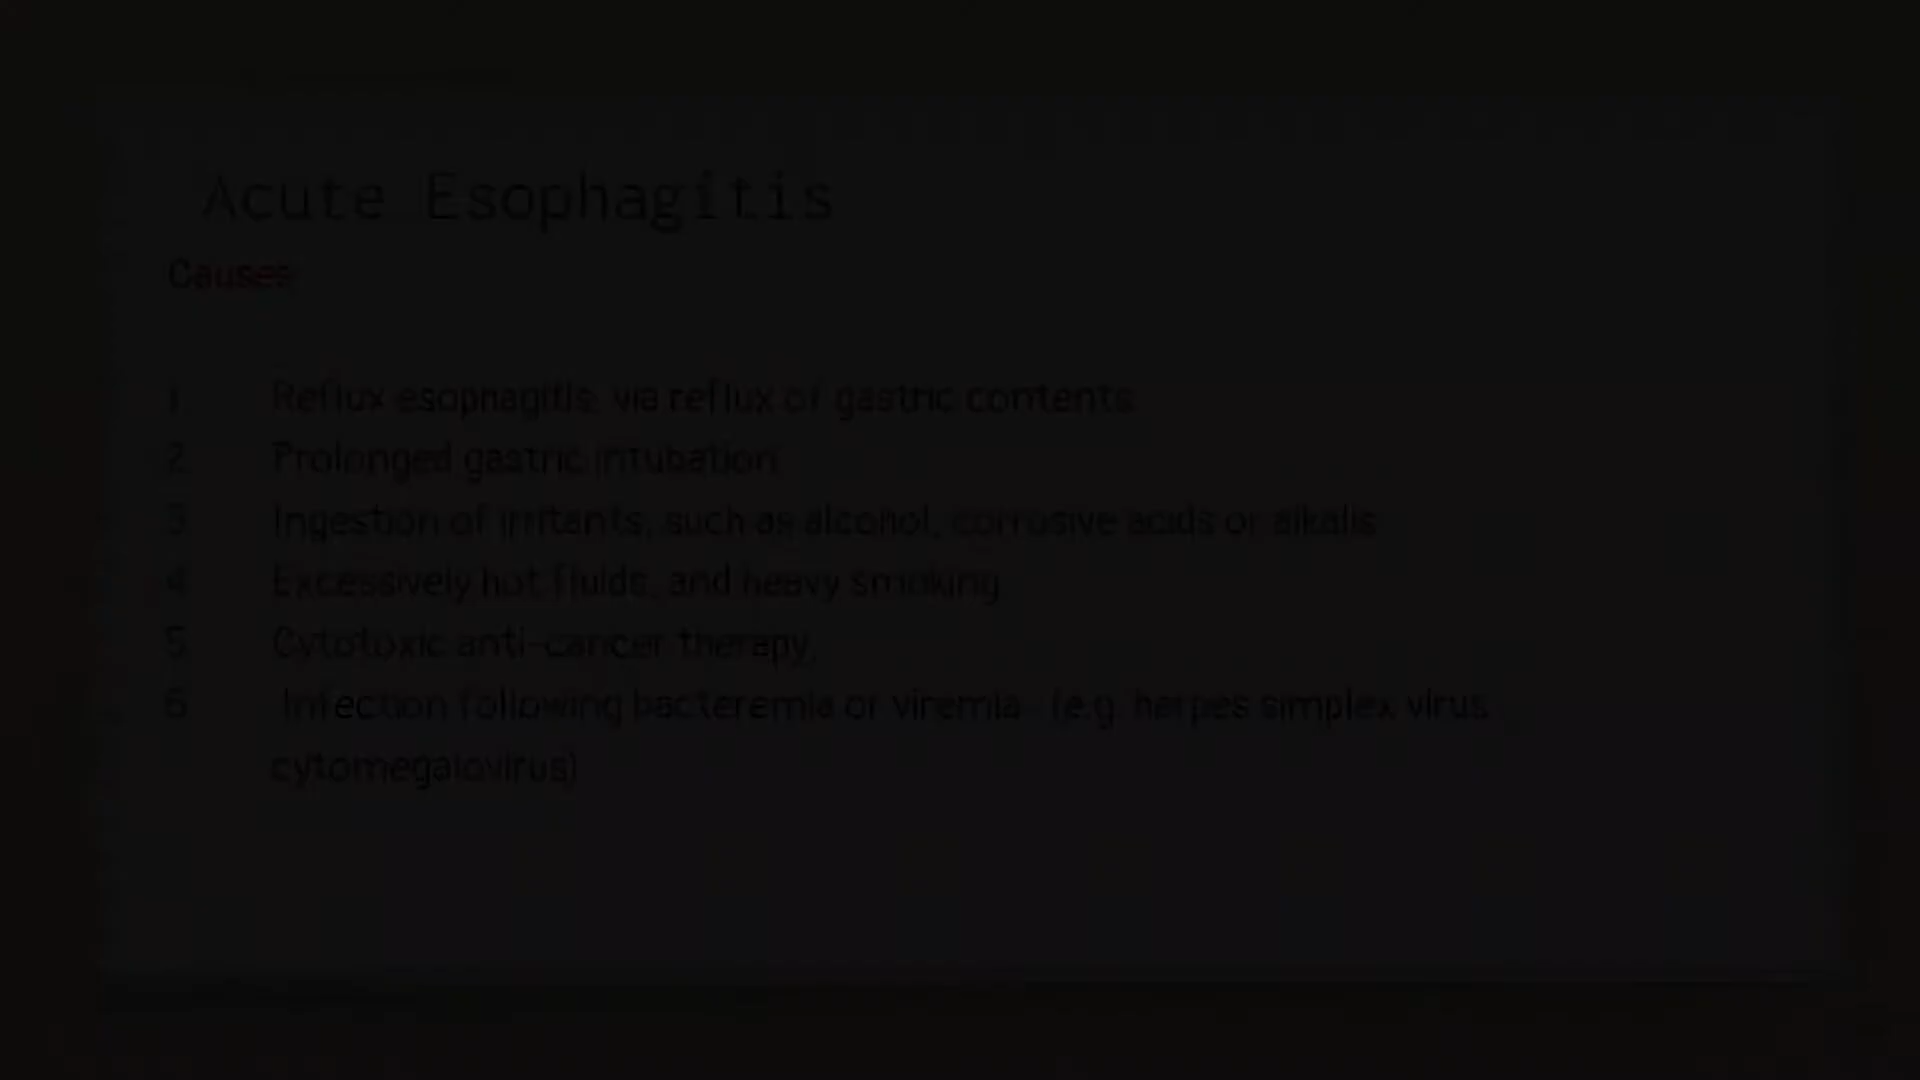 Acute Esophagitis
Causes
1 Reflux esophagitis, via reflux of gastric contents
2 Prolonged gastric intubation
3 Ingestion of irritants, such as alcohol, corrosive acids or alkalis
4 Excessively hot fluids, and heavy smoking
5 Cytotoxic anti-cancer therapy
6 Infection following bacteremia or viremia (e.g. herpes simplex virus
cytomegalovirus)